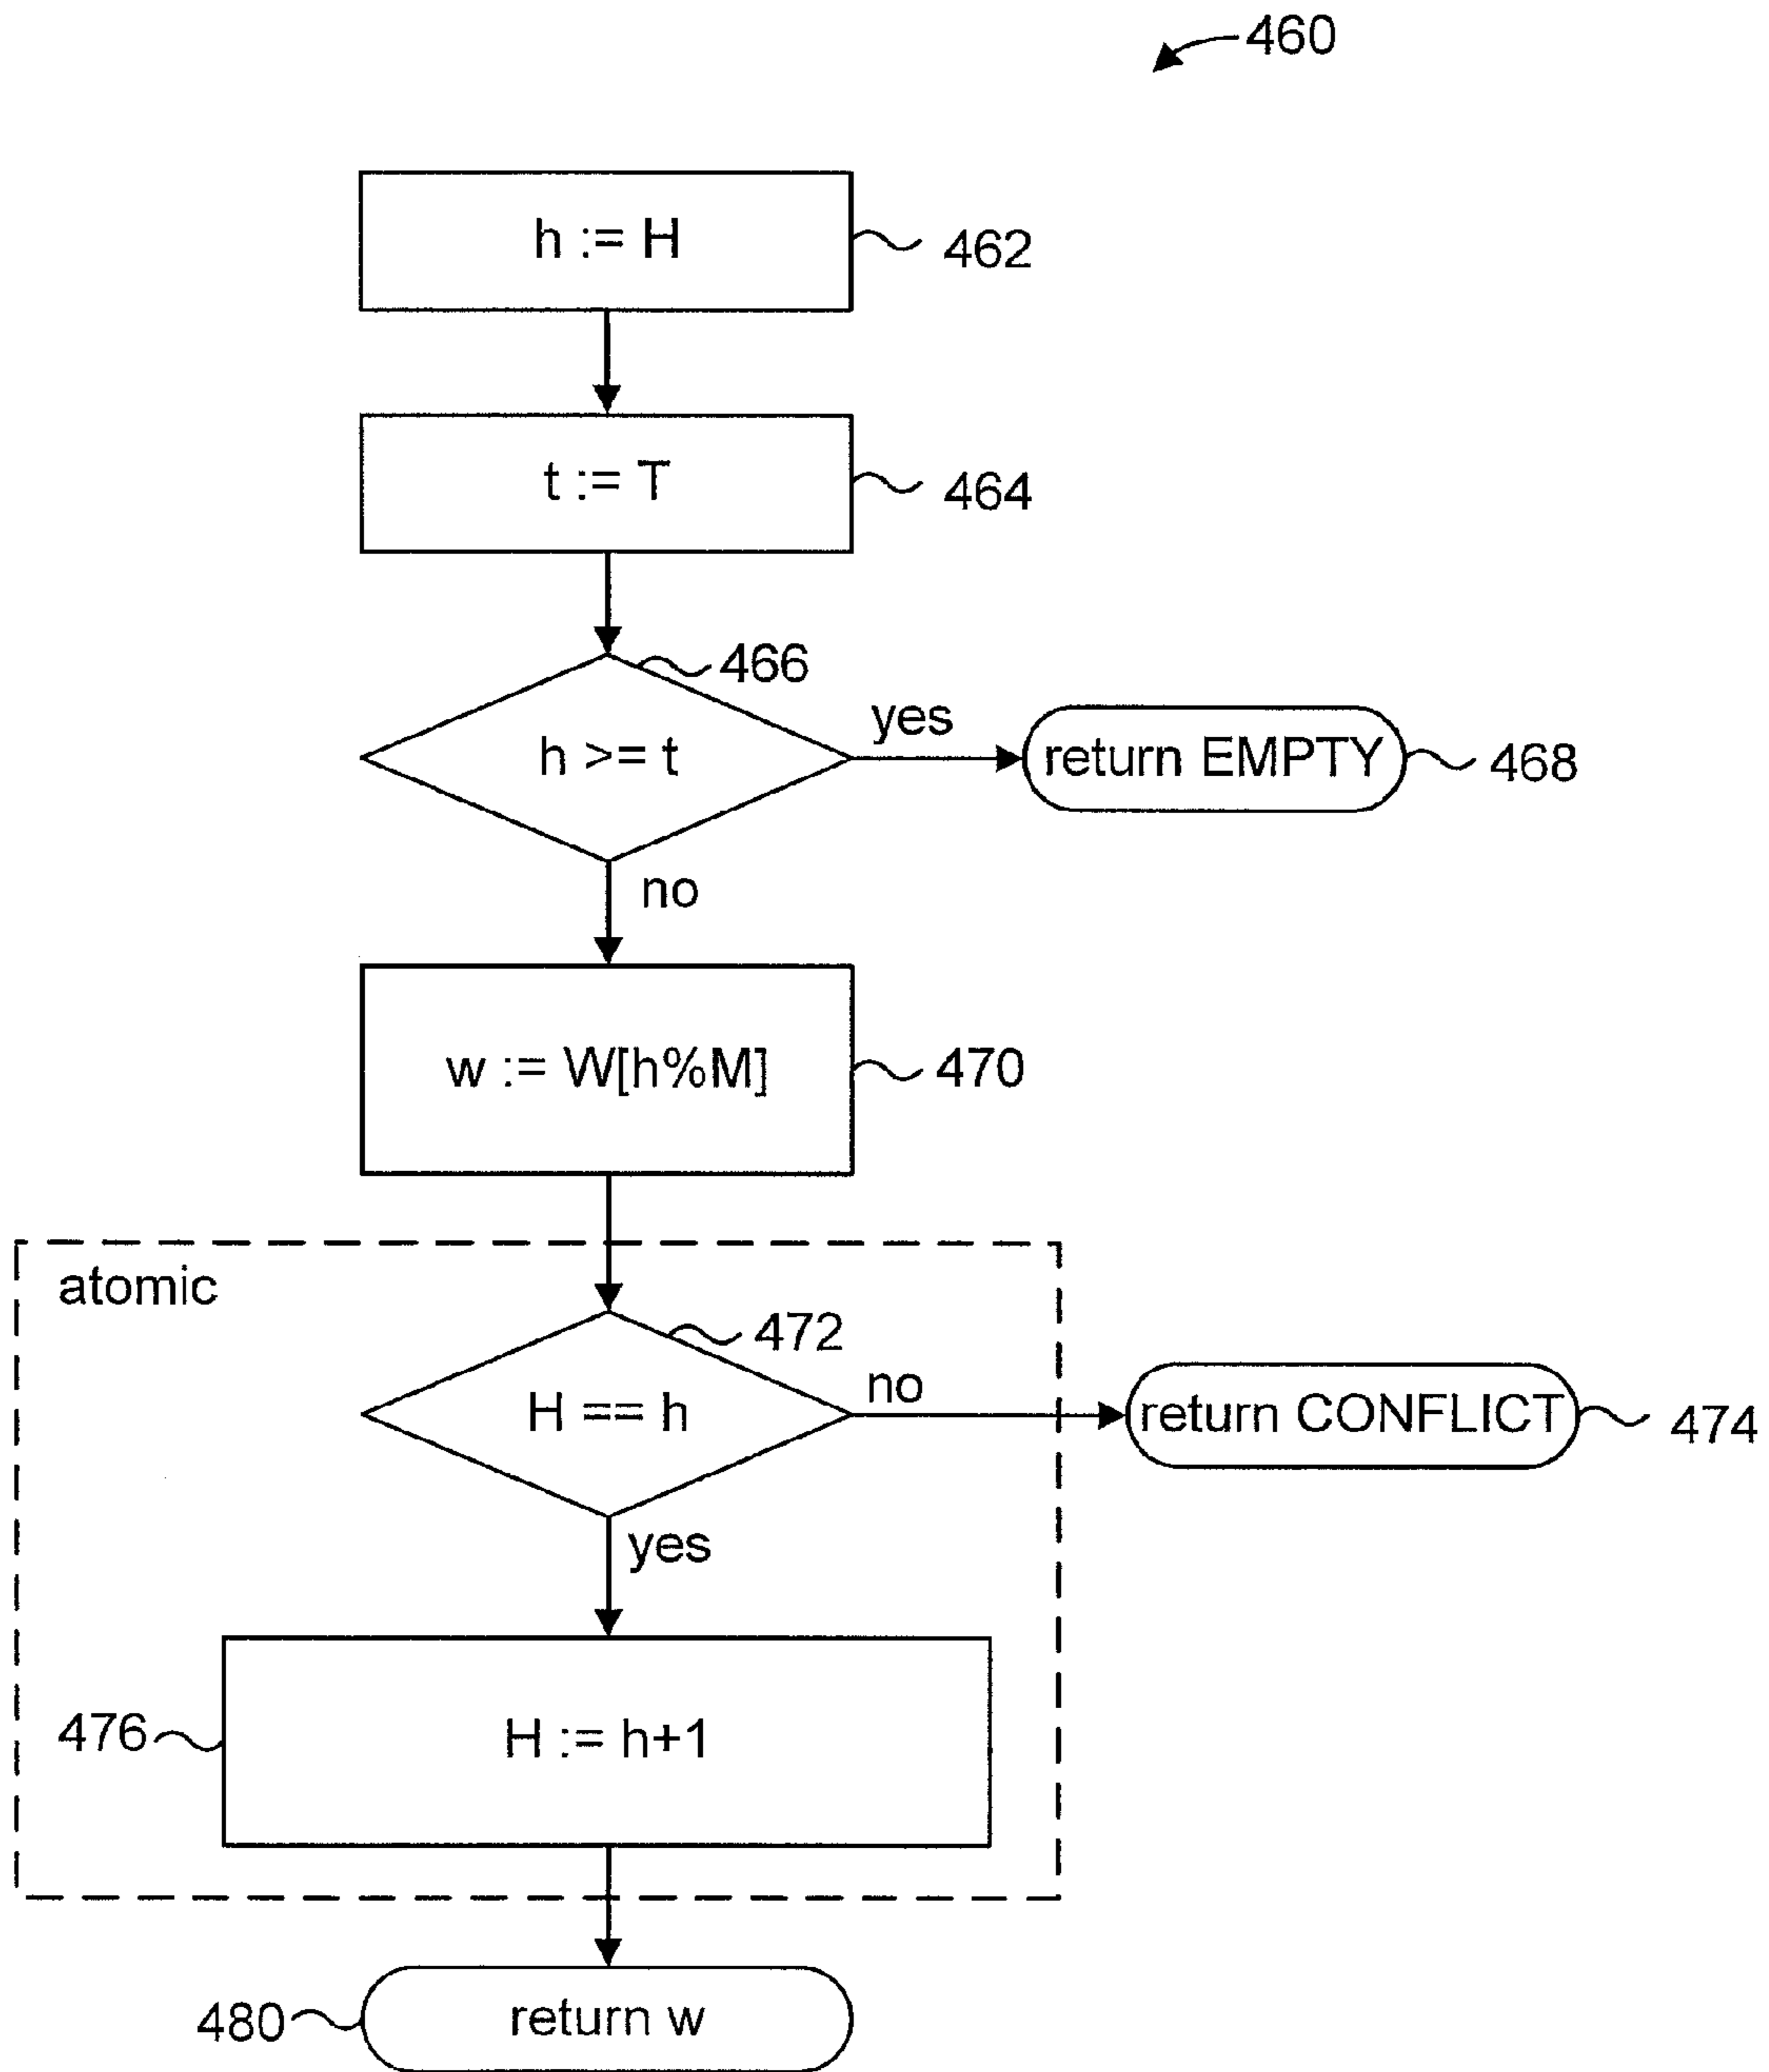 460
h := H
462
t := T
464
466
h >= t
yes
return EMPTY
468
no
w := W[h%M]
470
atomic
472
H == h
no
return CONFLICT
474
yes
476
H := h+1
480
return w